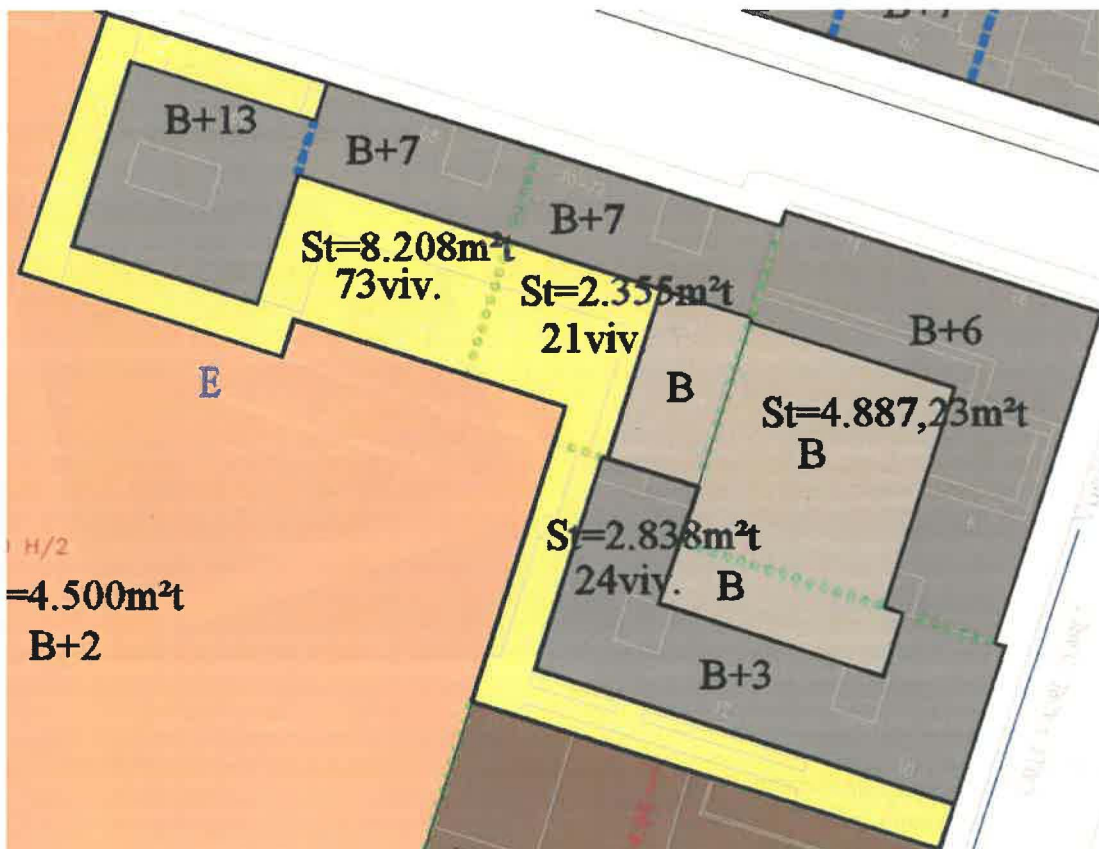 B+7
B+13
B+7
B+7
St=8.208m²t
73viv.
St=2.355m²t
21viv
B+6
B
St=4.887,23m²t
B
E
St=2.838m²t
24viv.
B
H/2
=4.500m²t
B+2
B+3